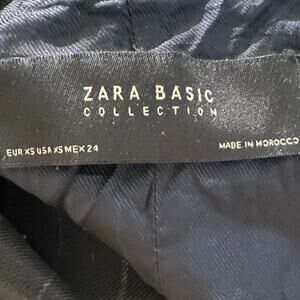 ZARA BASIC
COLLECTION
EUR XS USA XS MEX 24
MADE IN MOROCCO